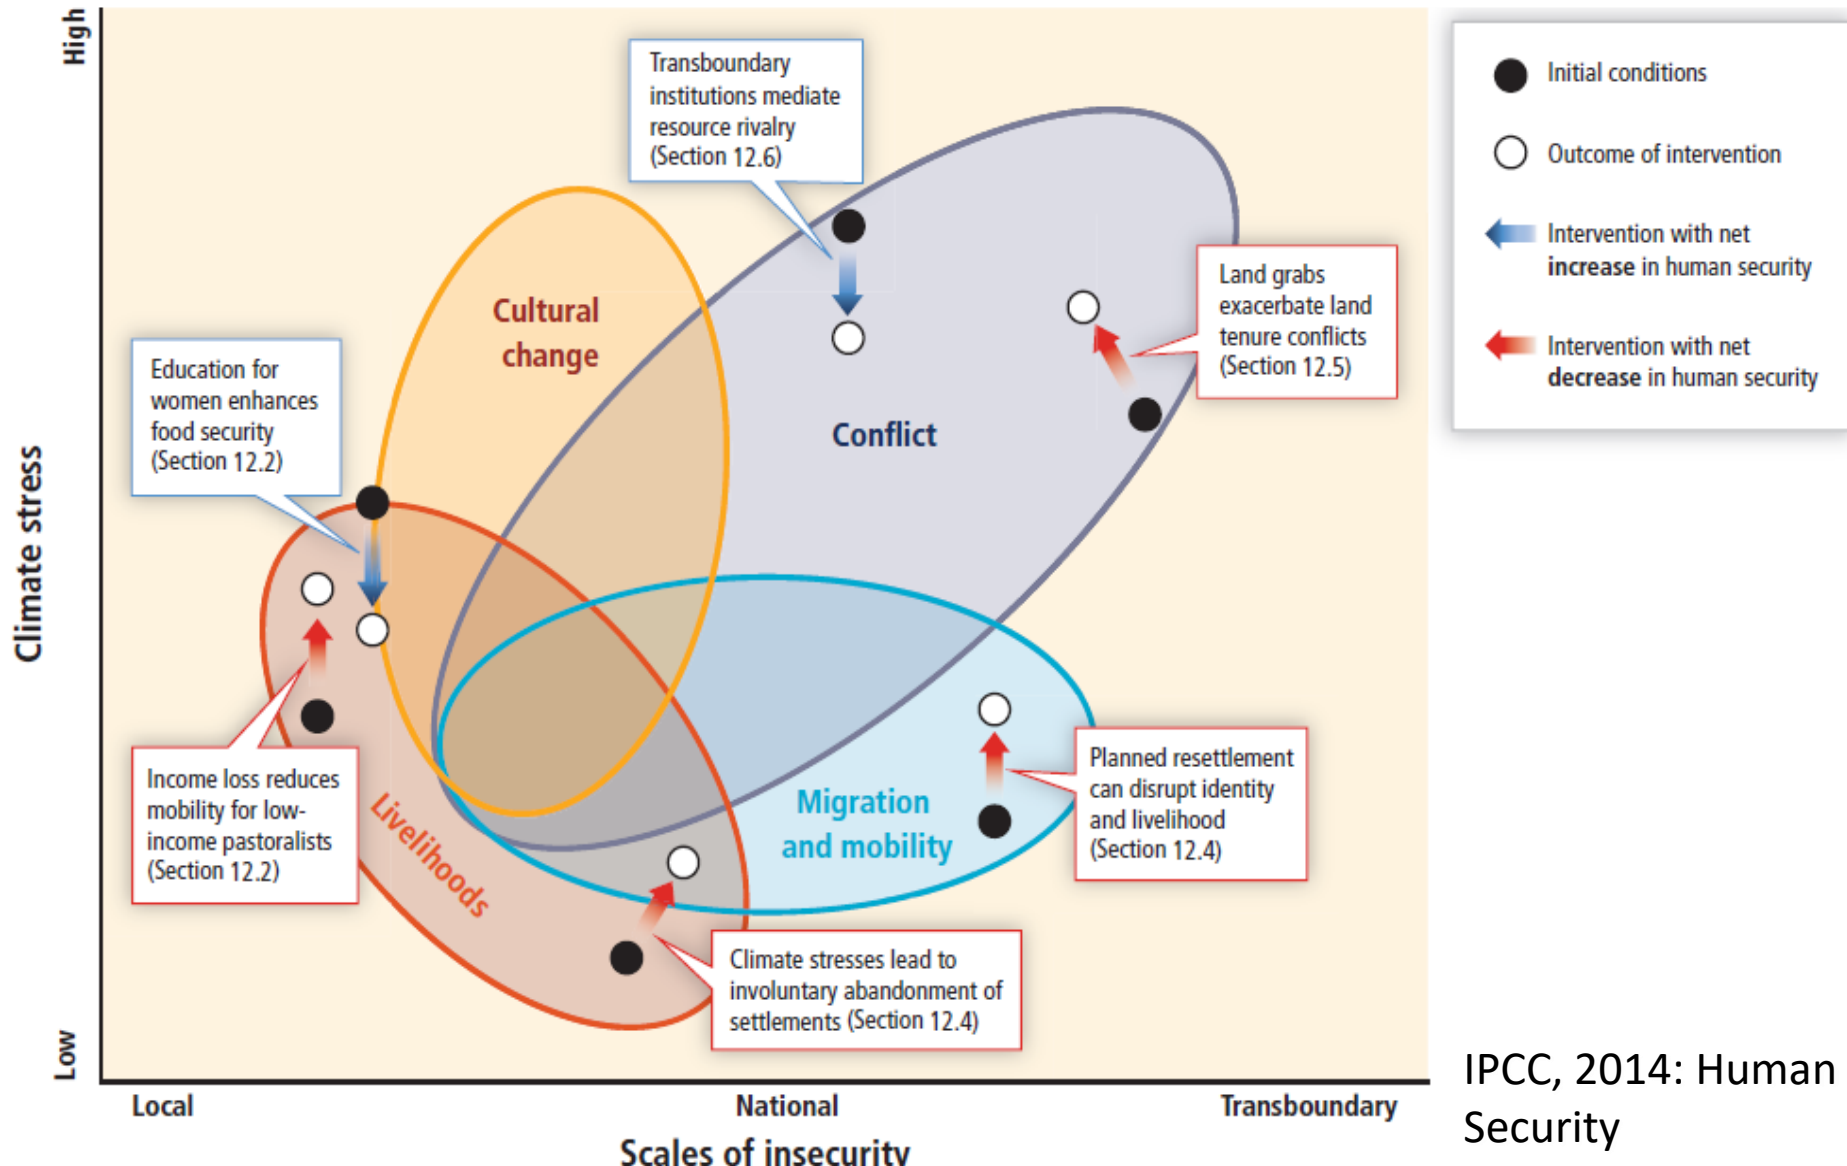 High
Climate stress
Low
Transboundary
institutions mediate
resource rivalry
(Section 12.6)
Cultural
change
Education for
women enhances
food security
(Section 12.2)
Conflict
Land grabs
exacerbate land
tenure conflicts
(Section 12.5)
Income loss reduces
mobility for low-
income pastoralists
(Section 12.2)
Livelihoods
Migration
and mobility
Planned resettlement
can disrupt identity
and livelihood
(Section 12.4)
Climate stresses lead to
involuntary abandonment of
settlements (Section 12.4)
Local
National
Transboundary
Scales of insecurity
Initial conditions
Outcome of intervention
Intervention with net
increase in human security
Intervention with net
decrease in human security
IPCC, 2014: Human
Security